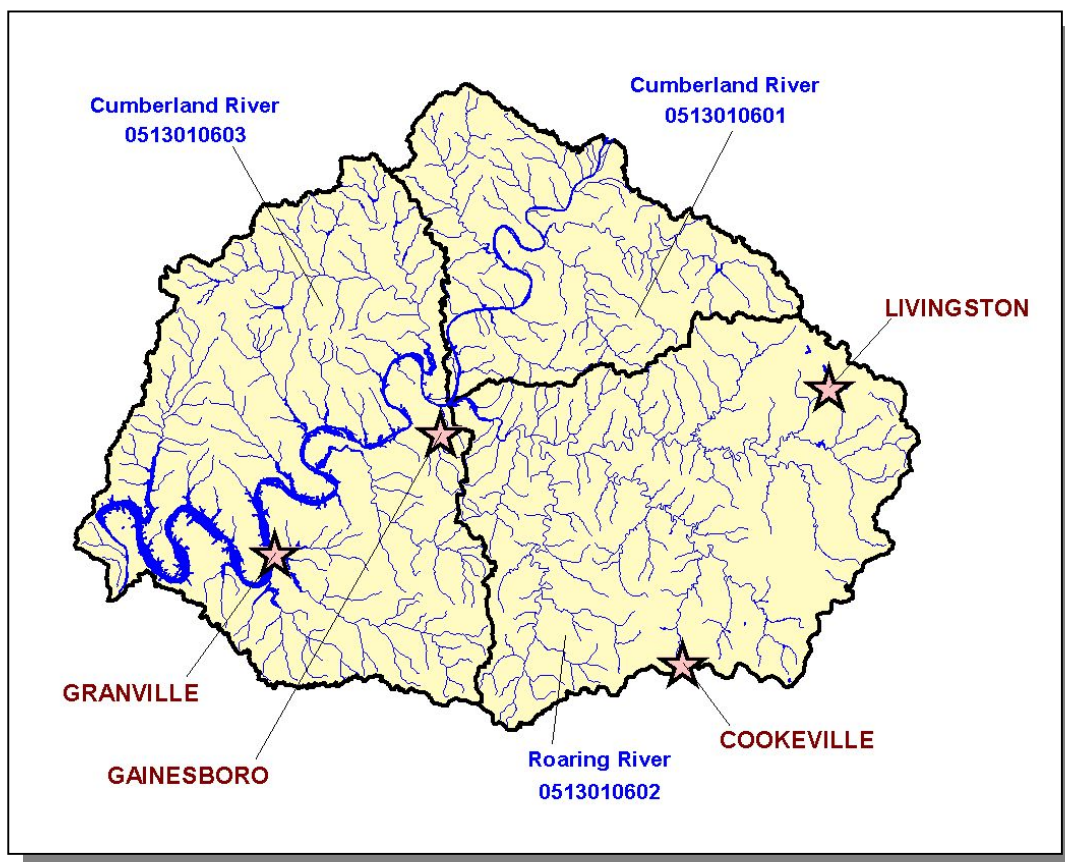 Cumberland River
0513010603
Cumberland River
0513010601
LIVINGSTON
GRANVILLE
GAINESBORO
Roaring River
0513010602
COOKEVILLE